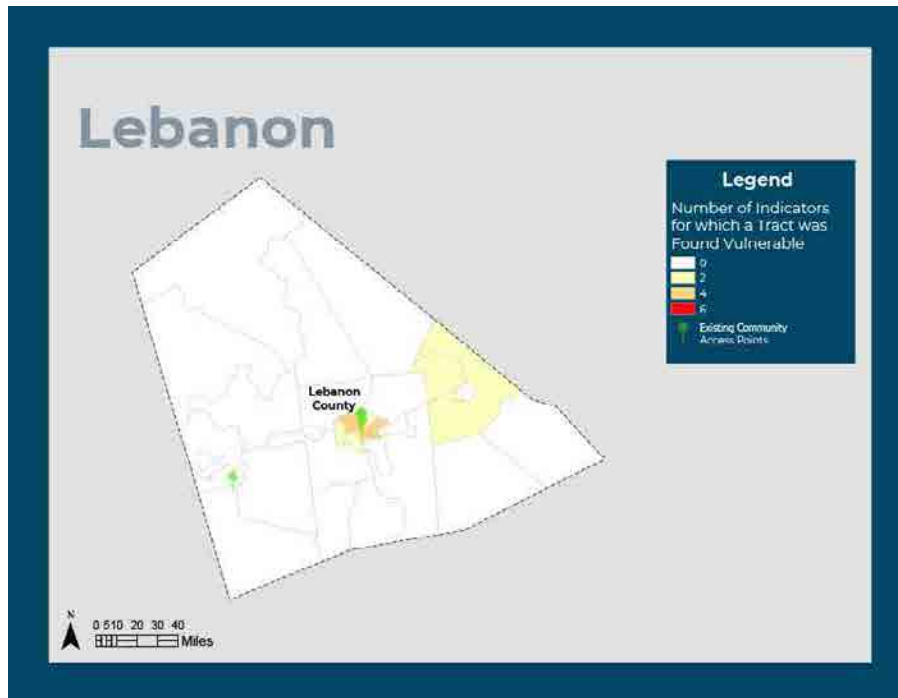 Lebanon
Legend
Number of Indicators
for which a Tract was
Found Vulnerable
0
2
4
6
Existing Community
Access Points
Lebanon
County
N
0 510 20 30 40
Miles